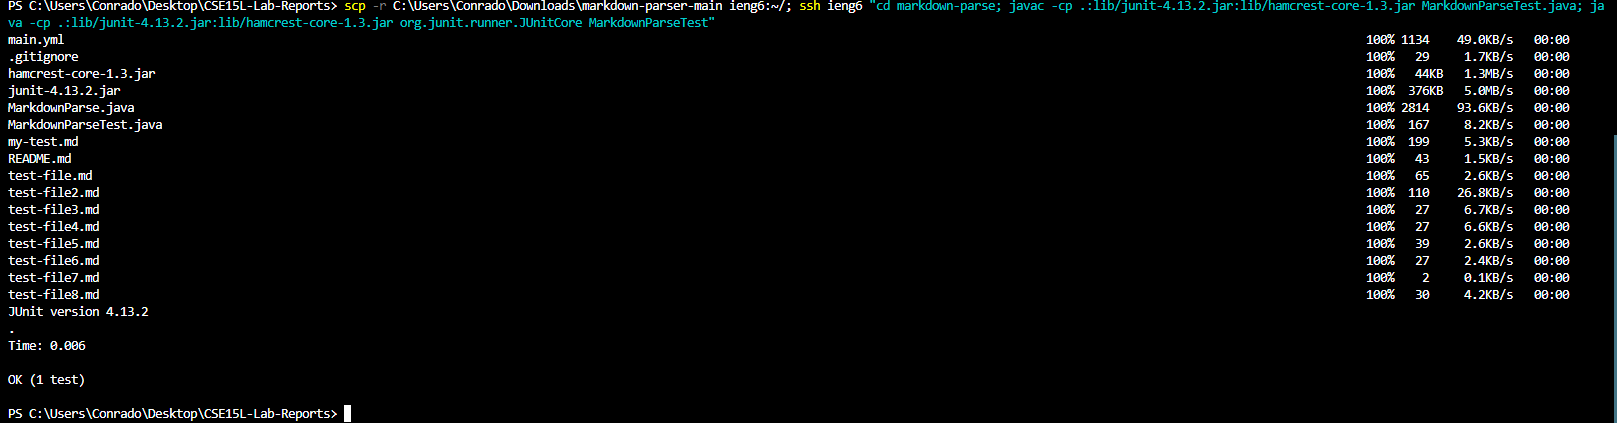 PS C:\Users\Conrado\Desktop\CSE15L-Lab-Reports> scp -r C:\Users\Conrado\Downloads\markdown-parser-main ieng6:~/; ssh ieng6 "cd markdown-parse; javac -cp .:lib/junit-4.13.2.jar:lib/hamcrest-core-1.3.jar MarkdownParseTest.java; ja
va -cp .:lib/junit-4.13.2.jar:lib/hamcrest-core-1.3.jar org.junit.runner.JUnitCore MarkdownParseTest"
main.yml 100% 1134 49.0KB/s 00:00
.gitignore 100% 29 1.7KB/s 00:00
hamcrest-core-1.3.jar 100% 44KB 1.3MB/s 00:00
junit-4.13.2.jar 100% 376KB 5.0MB/s 00:00
MarkdownParse.java 100% 2814 93.6KB/s 00:00
MarkdownParseTest.java 100% 167 8.2KB/s 00:00
my-test.md 100% 199 5.3KB/s 00:00
README.md 100% 43 1.5KB/s 00:00
test-file.md 100% 65 2.6KB/s 00:00
test-file2.md 100% 110 26.8KB/s 00:00
test-file3.md 100% 27 6.7KB/s 00:00
test-file4.md 100% 27 6.6KB/s 00:00
test-file5.md 100% 39 2.6KB/s 00:00
test-file6.md 100% 27 2.4KB/s 00:00
test-file7.md 100% 2 0.1KB/s 00:00
test-file8.md 100% 30 4.2KB/s 00:00
JUnit version 4.13.2
.
Time: 0.006
OK (1 test)
PS C:\Users\Conrado\Desktop\CSE15L-Lab-Reports>